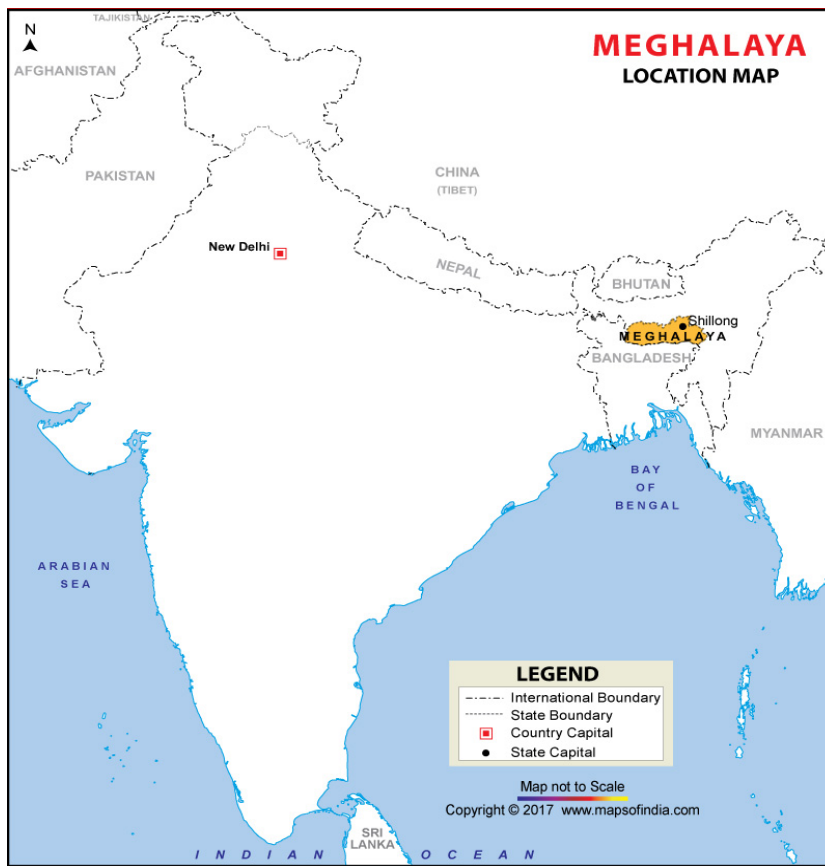 TAJIKISTAN
N
MEGHALAYA
LOCATION MAP
AFGHANISTAN
PAKISTAN
CHINA
(TIBET)
New Delhi
NEPAL
BHUTAN
Shillong
MEGHALAYA
BANGLADESH
MYANMAR
BAY
OF
BENGAL
ARABIAN
SEA
LEGEND
International Boundary
State Boundary
Country Capital
State Capital
Map not to Scale
Copyright © 2017 www.mapsofindia.com
SRI
LANKA
INDIAN OCEAN